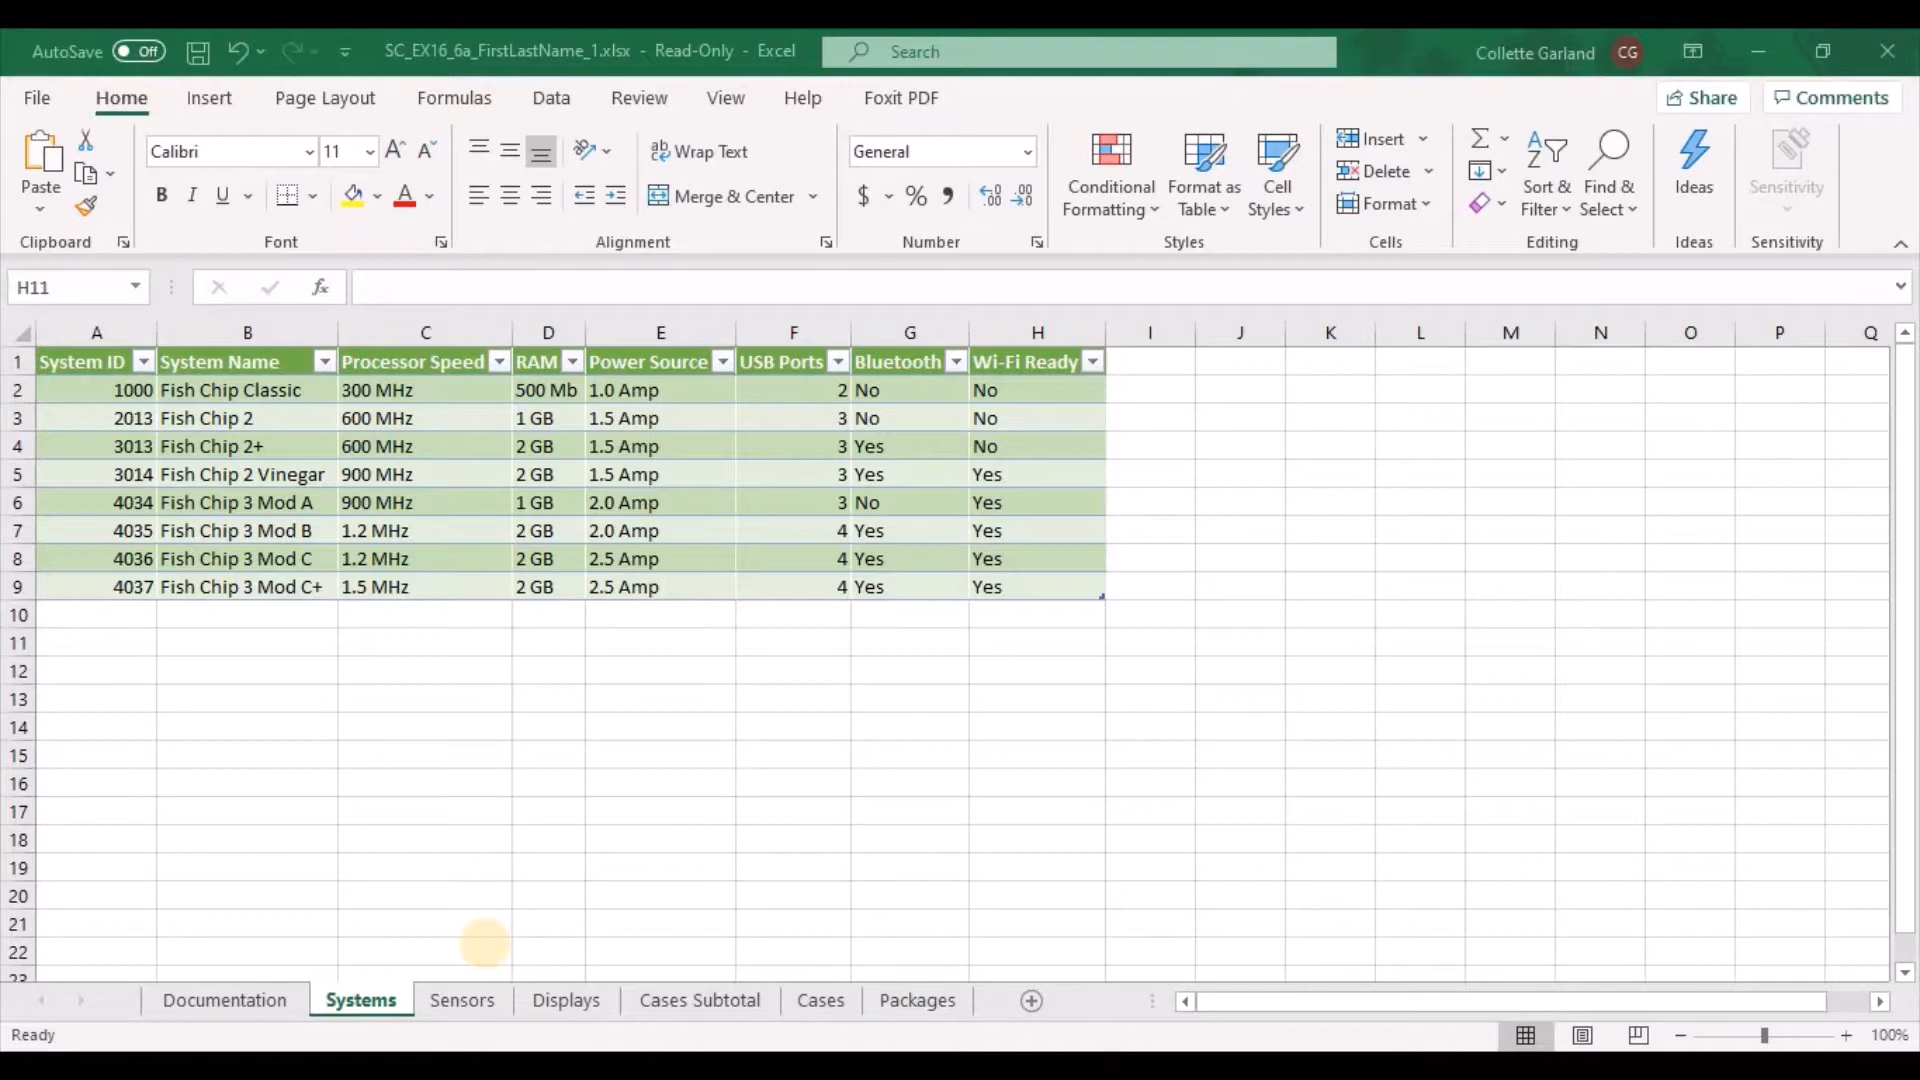 AutoSave Off SC_EX16_6a_FirstLastName_1.xlsx - Read-Only - Excel Search Collette Garland CG
File Home Insert Page Layout Formulas Data Review View Help Foxit PDF Share Comments
Paste Calibri 11 Wrap Text General Conditional Formatting Format as Table Cell Styles Insert Sort & Filter Find & Select Ideas Sensitivity
B I U Merge & Center $ % Delete
Format
Clipboard Font Alignment Number Styles Cells Editing Ideas Sensitivity
H11 fx
A B C D E F G H I J K L M N O P Q
1 System ID System Name Processor Speed RAM Power Source USB Ports Bluetooth Wi-Fi Ready
2 1000 Fish Chip Classic 300 MHz 500 Mb 1.0 Amp 2 No No
3 2013 Fish Chip 2 600 MHz 1 GB 1.5 Amp 3 No No
4 3013 Fish Chip 2+ 600 MHz 2 GB 1.5 Amp 3 Yes No
5 3014 Fish Chip 2 Vinegar 900 MHz 2 GB 1.5 Amp 3 Yes Yes
6 4034 Fish Chip 3 Mod A 900 MHz 1 GB 2.0 Amp 3 No Yes
7 4035 Fish Chip 3 Mod B 1.2 MHz 2 GB 2.0 Amp 4 Yes Yes
8 4036 Fish Chip 3 Mod C 1.2 MHz 2 GB 2.5 Amp 4 Yes Yes
9 4037 Fish Chip 3 Mod C+ 1.5 MHz 2 GB 2.5 Amp 4 Yes Yes
10
11
12
13
14
15
16
17
18
19
20
21
22
23
Documentation Systems Sensors Displays Cases Subtotal Cases Packages
Ready 100%